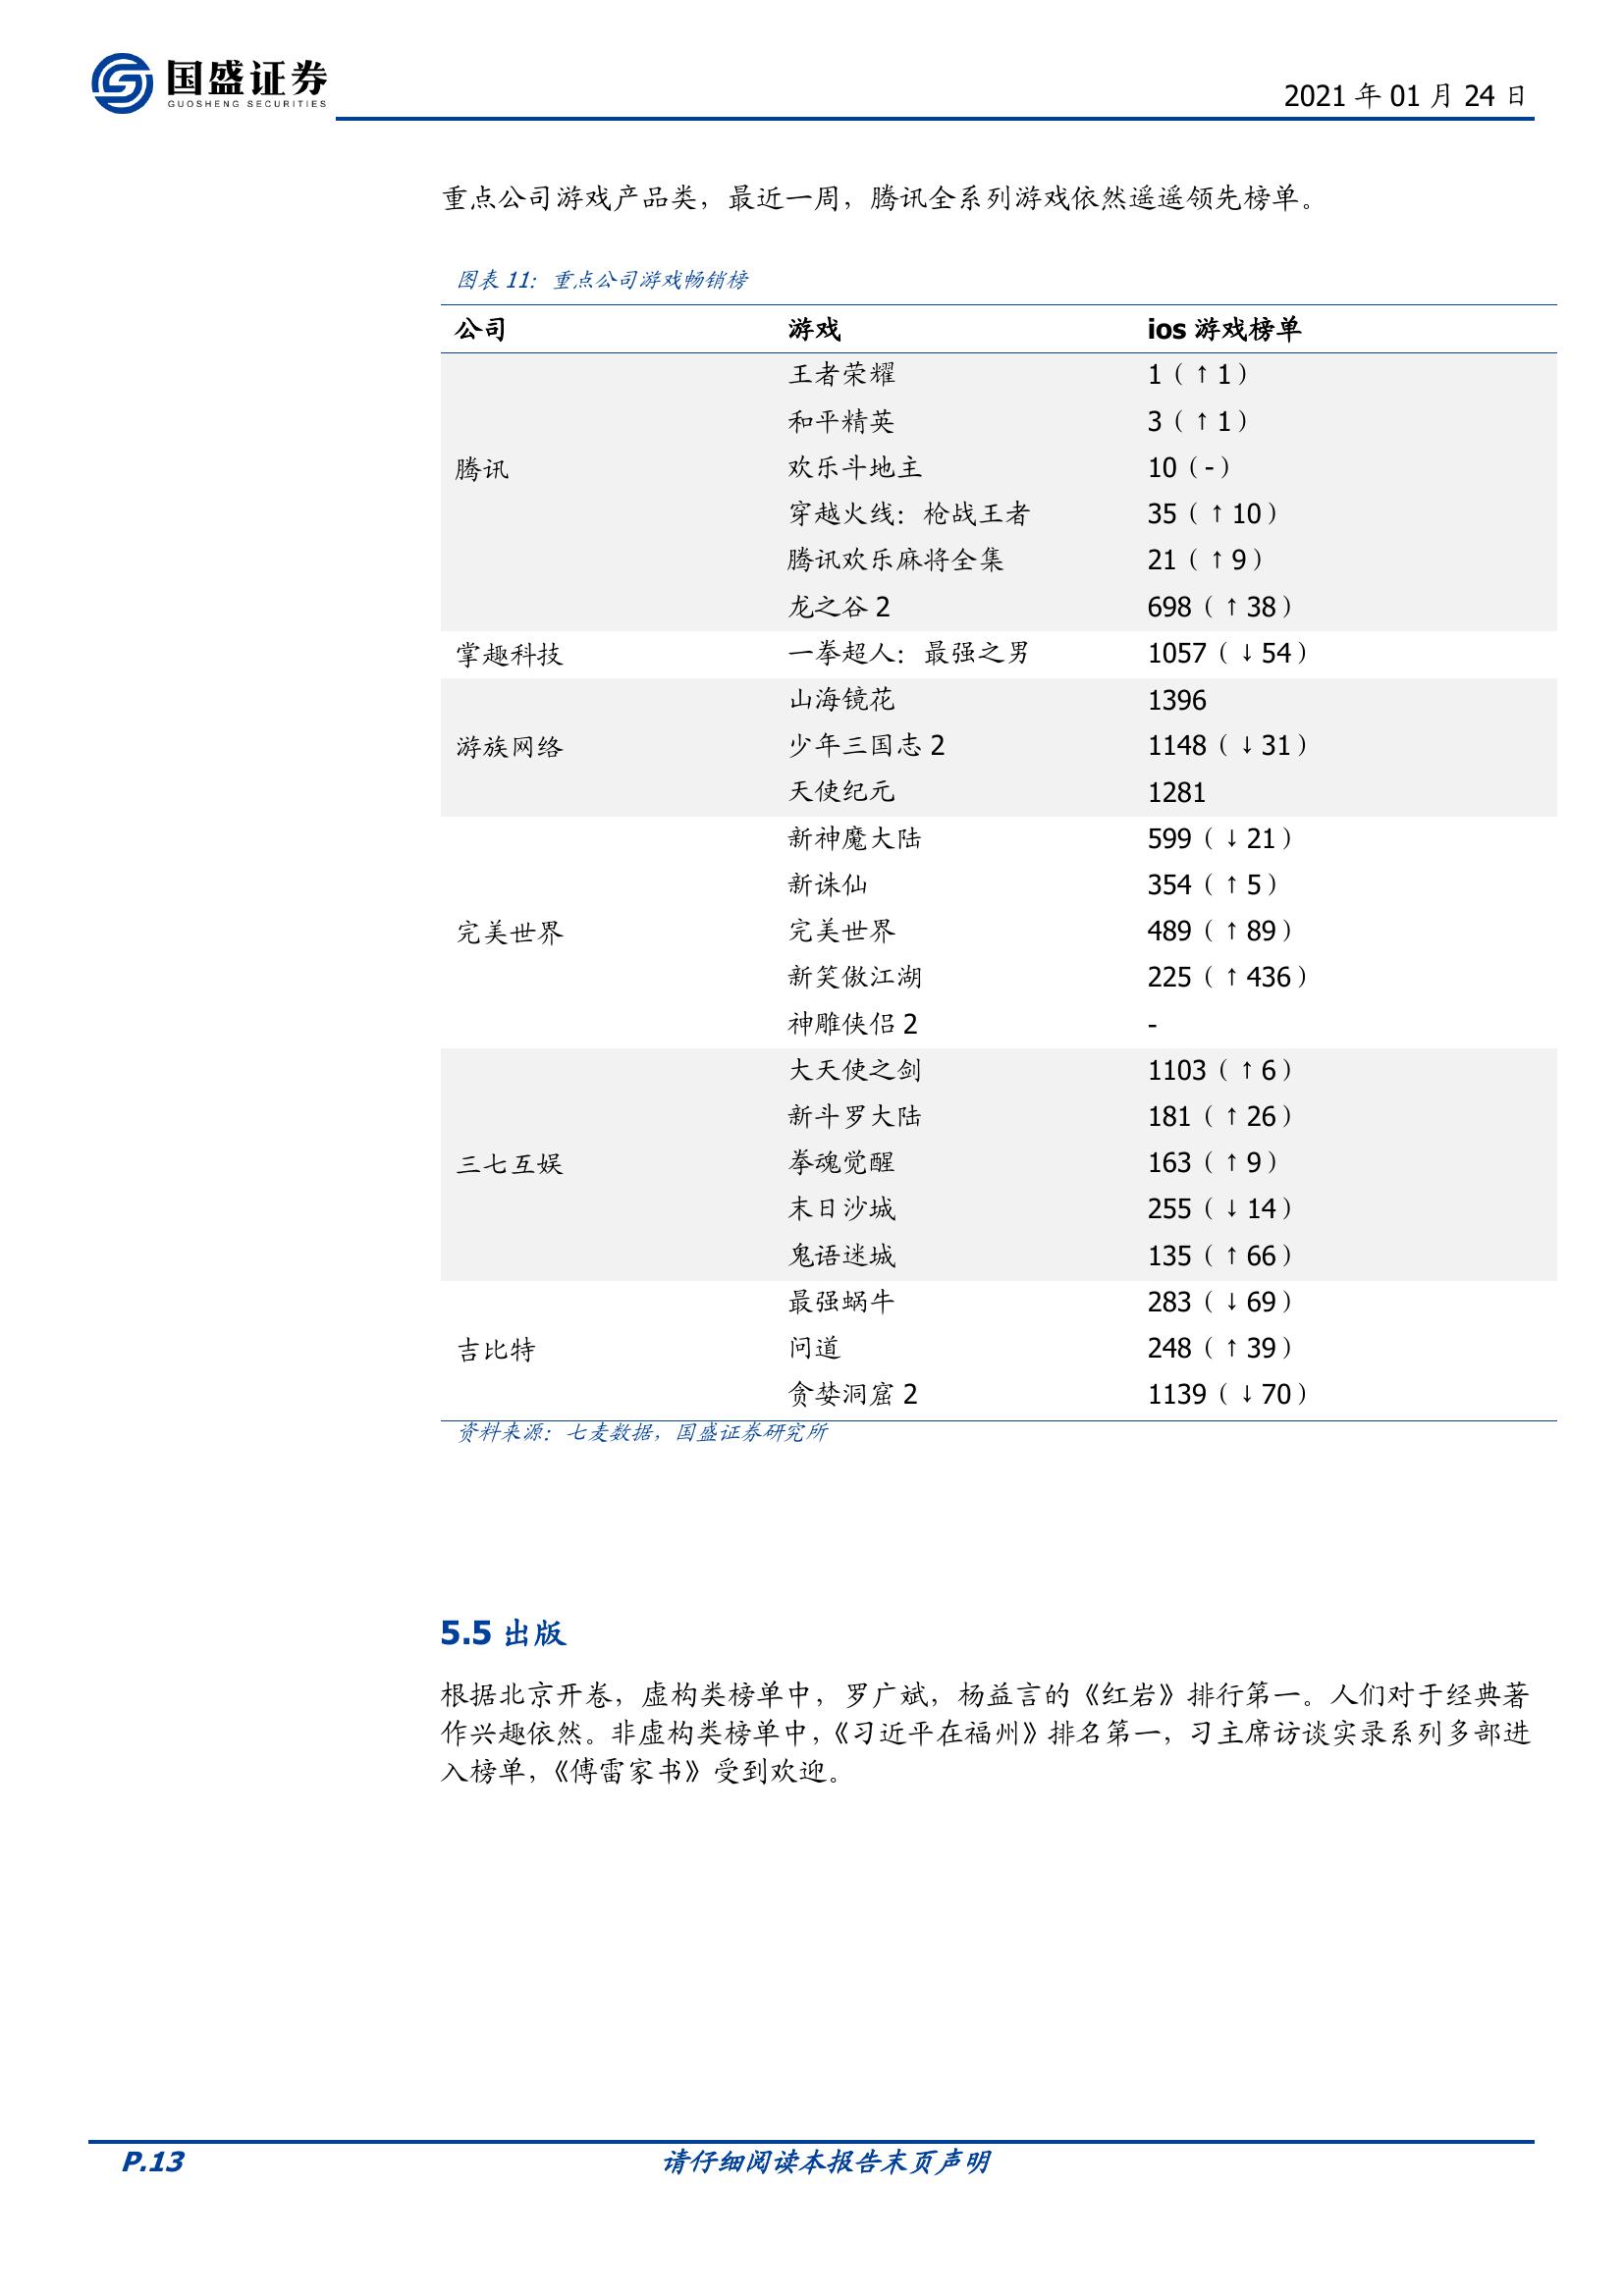 国盛证券
GUOSHENG SECURITIES
2021 年 01 月 24 日
重点公司游戏产品类，最近一周，腾讯全系列游戏依然遥遥领先榜单。
图表 11：重点公司游戏畅销榜
公司 游戏 ios 游戏榜单
腾讯
王者荣耀 1（↑1）
和平精英 3（↑1）
欢乐斗地主 10（-）
穿越火线：枪战王者 35（↑10）
腾讯欢乐麻将全集 21（↑9）
龙之谷 2 698（↑38）
掌趣科技 一拳超人：最强之男 1057（↓54）
游族网络
山海镜花 1396
少年三国志 2 1148（↓31）
天使纪元 1281
完美世界
新神魔大陆 599（↓21）
新诛仙 354（↑5）
完美世界 489（↑89）
新笑傲江湖 225（↑436）
神雕侠侣 2 -
三七互娱
大天使之剑 1103（↑6）
新斗罗大陆 181（↑26）
拳魂觉醒 163（↑9）
末日沙城 255（↓14）
鬼语迷城 135（↑66）
吉比特
最强蜗牛 283（↓69）
问道 248（↑39）
贪婪洞窟 2 1139（↓70）
资料来源：七麦数据，国盛证券研究所
5.5 出版
根据北京开卷，虚构类榜单中，罗广斌，杨益言的《红岩》排行第一。人们对于经典著
作兴趣依然。非虚构类榜单中，《习近平在福州》排名第一，习主席访谈实录系列多部进
入榜单，《傅雷家书》受到欢迎。
P.13 请仔细阅读本报告末页声明